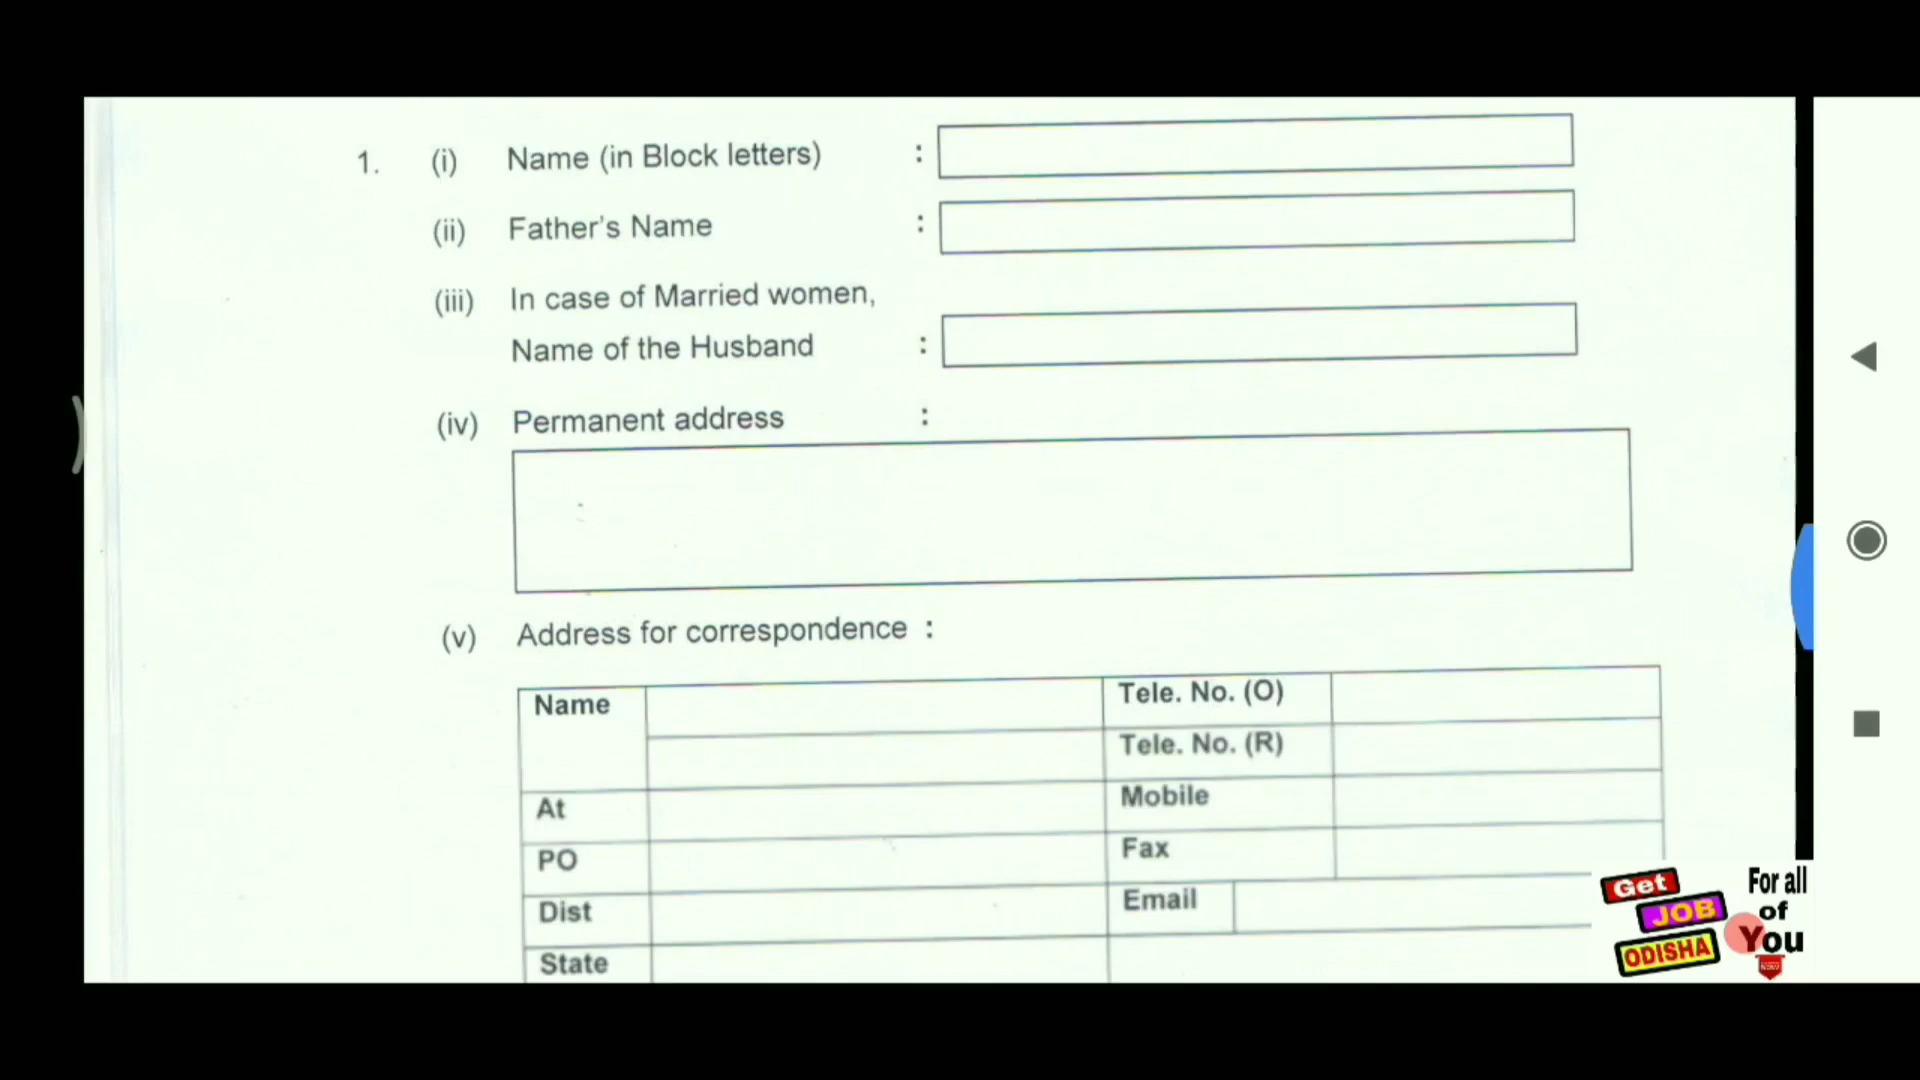 1. (i) Name (in Block letters) :
(ii) Father's Name :
(iii) In case of Married women,
Name of the Husband :
(iv) Permanent address :
(v) Address for correspondence :
Name Tele. No. (O)
Tele. No. (R)
At Mobile
PO Fax
Dist Email
State
Get
JOB
ODISHA
For all
of
You